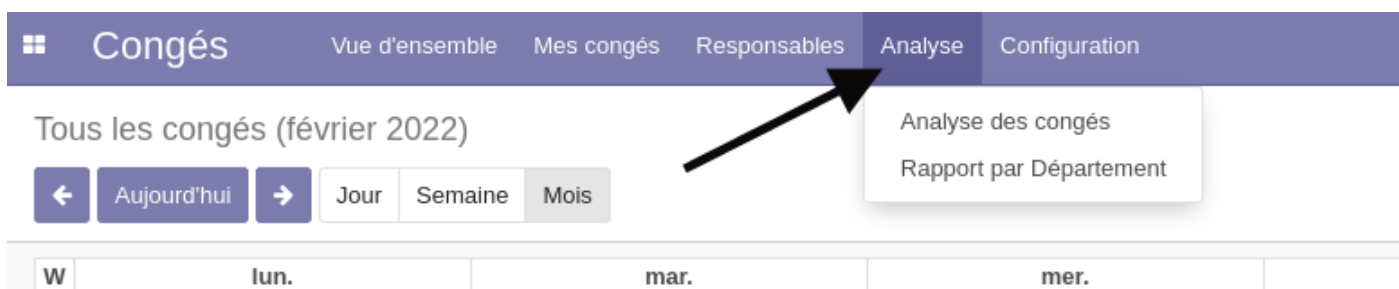 Congés Vue d'ensemble Mes congés Responsables Analyse Configuration
Analyse des congés
Rapport par Département
Tous les congés (février 2022)
Aujourd'hui Jour Semaine Mois
W lun. mar. mer.